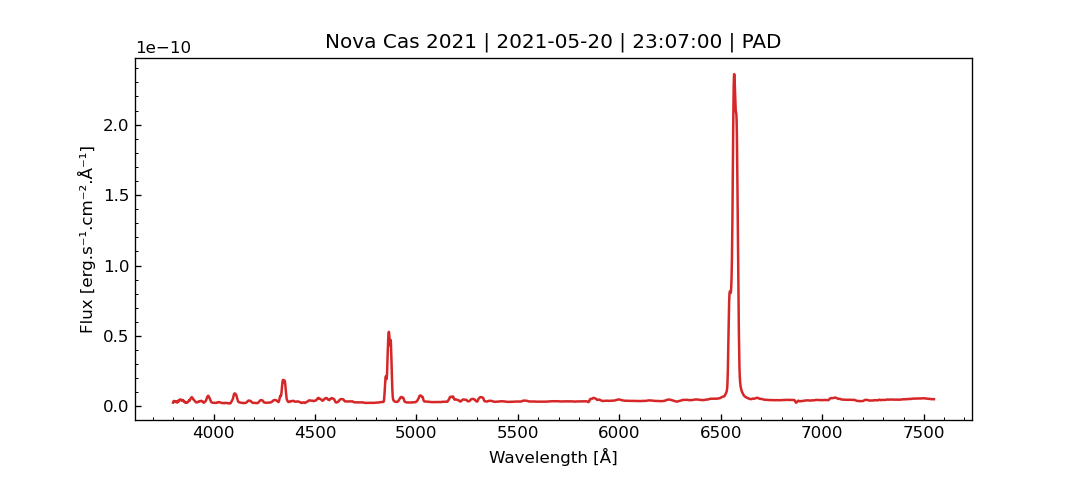 Nova Cas 2021 | 2021-05-20 | 23:07:00 | PAD
1e−10
2.0
1.5
1.0
0.5
0.0
Flux [erg.s⁻¹.cm⁻².Å⁻¹]
4000 4500 5000 5500 6000 6500 7000 7500
Wavelength [Å]